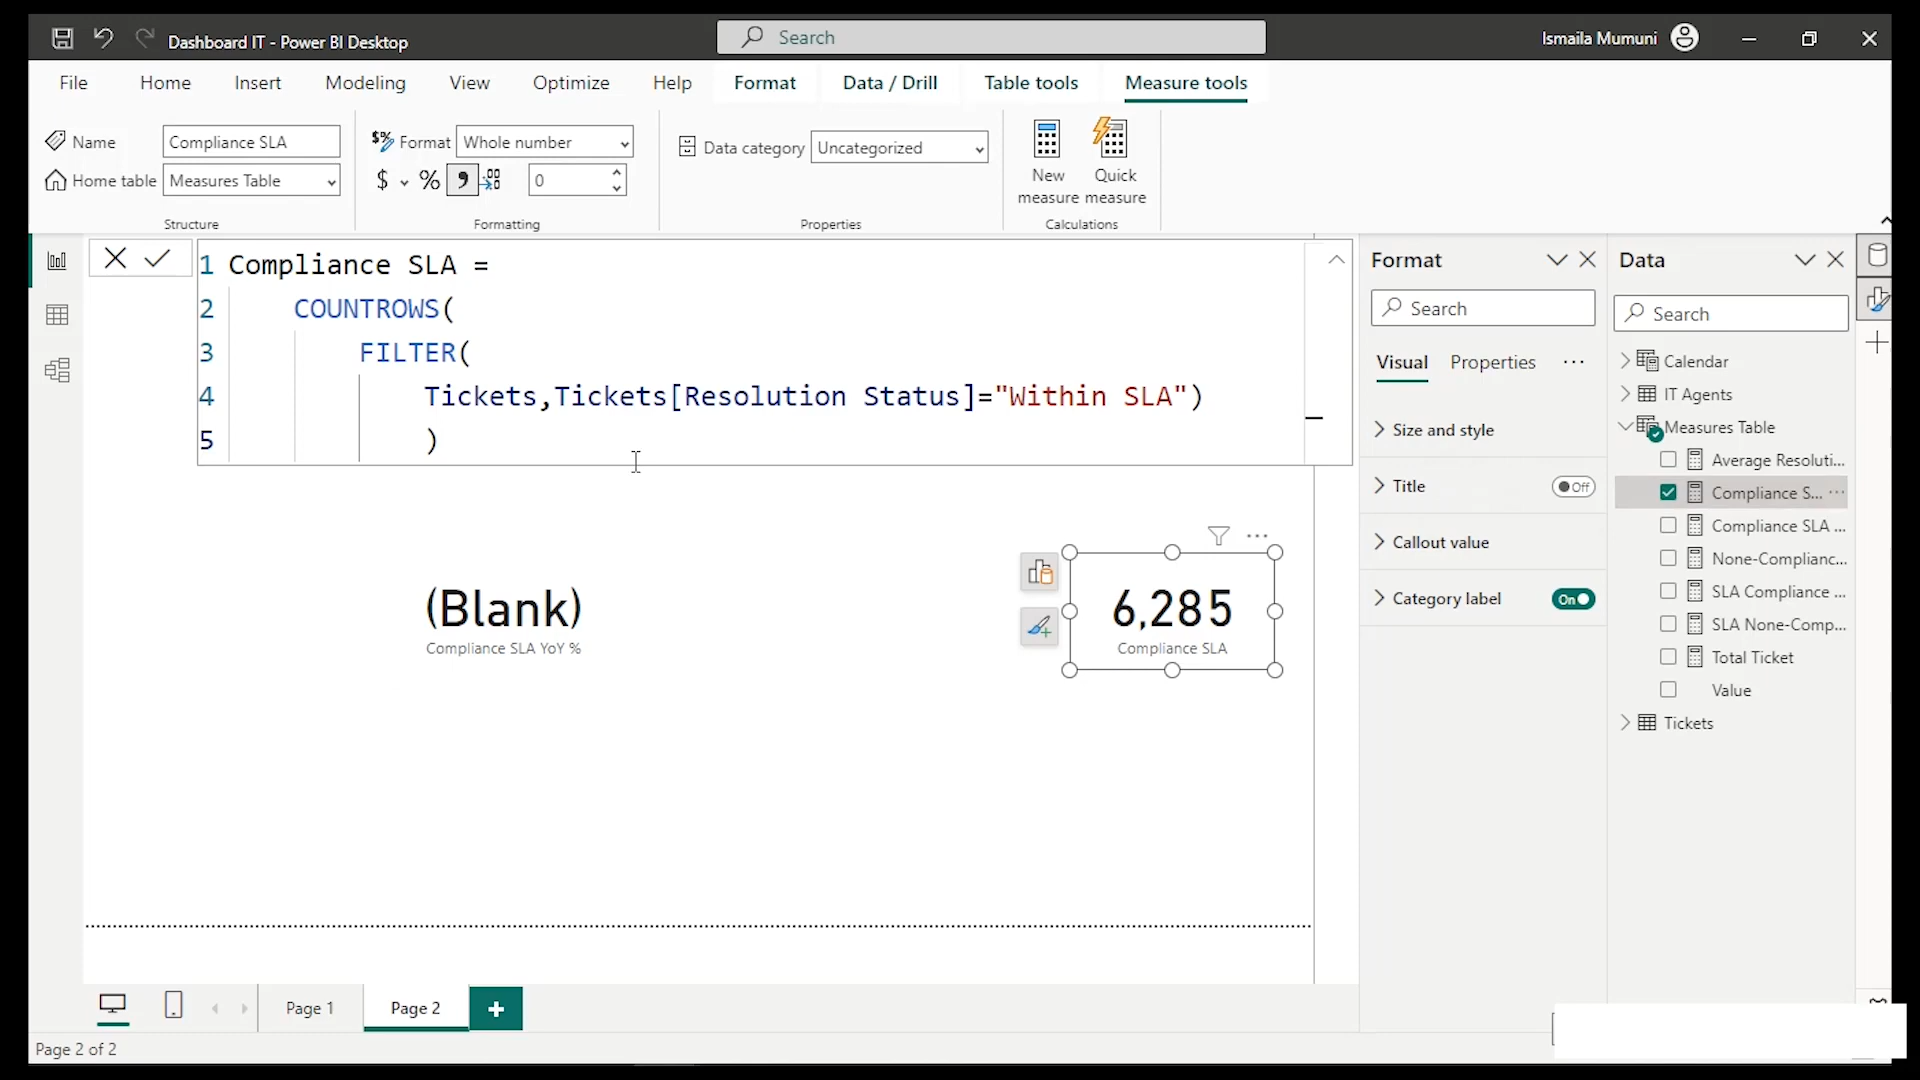 Dashboard IT - Power BI Desktop
Search
Ismaila Mumuni
File Home Insert Modeling View Optimize Help Format Data / Drill Table tools Measure tools
Name Compliance SLA
Home table Measures Table
Structure
$% Format Whole number
$ % 0
Formatting
Data category Uncategorized
Properties
New measure
Quick measure
Calculations
1 Compliance SLA =
2 COUNTROWS(
3 FILTER(
4 Tickets,Tickets[Resolution Status]="Within SLA")
5 )
(Blank)
Compliance SLA YoY %
6,285
Compliance SLA
Format
Search
Visual Properties
Size and style
Title Off
Callout value
Category label On
Data
Search
Calendar
IT Agents
Measures Table
Average Resoluti...
Compliance S... ...
Compliance SLA ...
None-Complianc...
SLA Compliance ...
SLA None-Comp...
Total Ticket
Value
Tickets
Page 1 Page 2 +
Page 2 of 2